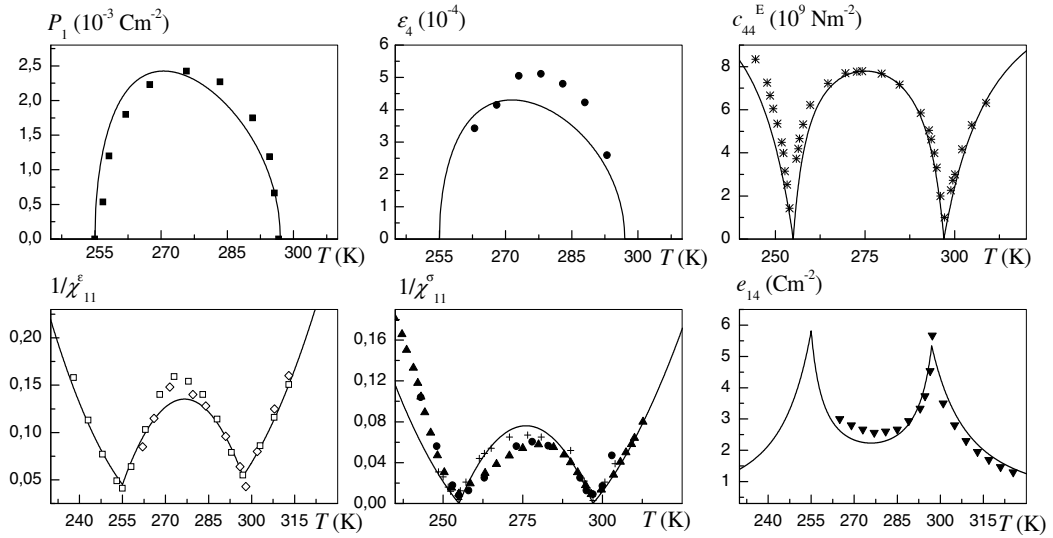 P1 (10-3 Cm-2)
2,5
2,0
1,5
1,0
0,5
0,0
255 270 285 300 T (K)
ε4 (10-4)
6
5
4
3
2
1
0
250 275 300 T (K)
c44E (109 Nm-2)
8
6
4
2
0
250 275 300 T (K)
1/χε11
0,20
0,15
0,10
0,05
240 255 270 285 300 315 T (K)
1/χσ11
0,16
0,12
0,08
0,04
0,00
250 275 300 T (K)
e14 (Cm-2)
6
5
4
3
2
1
240 255 270 285 300 315 T (K)